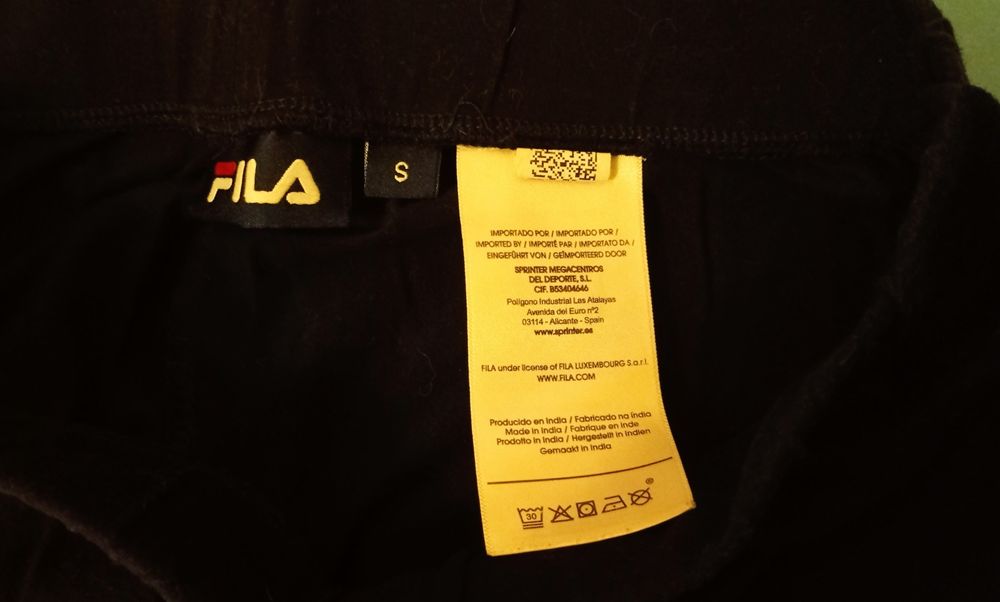 FILA
S
IMPORTADO POR / IMPORTADO POR /
IMPORTED BY / IMPORTÉ PAR / IMPORTATO DA /
EINGEFÜHRT VON / GEÏMPORTEERD DOOR
SPRINTER MEGACENTROS
DEL DEPORTE, S.L.
CIF. B53404646
Polígono Industrial Las Atalayas
Avenida del Euro nº2
03114 - Alicante - Spain
www.sprinter.es
FILA under license of FILA LUXEMBOURG S.a.r.l.
WWW.FILA.COM
Producido en India / Fabricado na Índia
Made in India / Fabrique en Inde
Prodotto in India / Hergestellt in Indien
Gemaakt in India
30
®